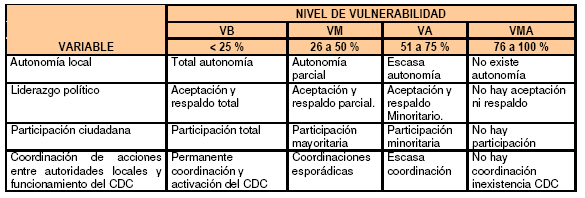 NIVEL DE VULNERABILIDAD
VARIABLE
VB VM VA VMA
< 25 % 26 a 50 % 51 a 75 % 76 a 100 %
Autonomía local Total autonomía Autonomía parcial Escasa autonomía No existe autonomía
Liderazgo político Aceptación y respaldo total Aceptación y respaldo parcial. Aceptación y respaldo Minoritario. No hay aceptación ni respaldo
Participación ciudadana Participación total Participación mayoritaria Participación minoritaria No hay participación
Coordinación de acciones entre autoridades locales y funcionamiento del CDC Permanente coordinación y activación del CDC Coordinaciones esporádicas Escasa coordinación No hay coordinación inexistencia CDC